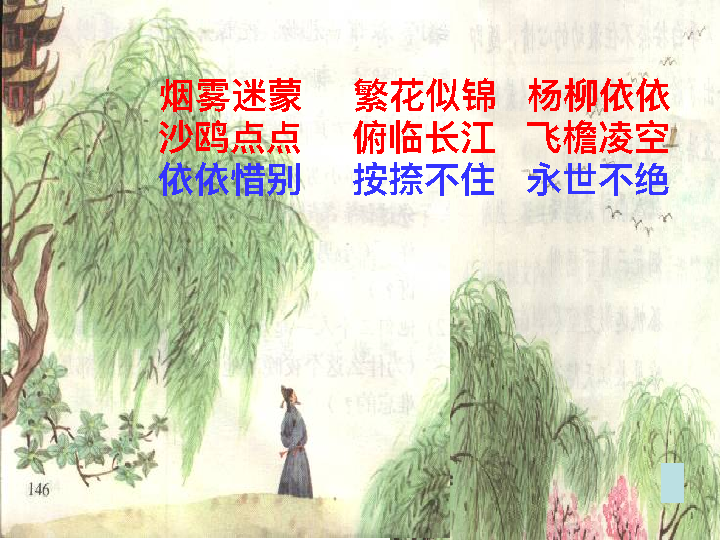 烟雾迷蒙 繁花似锦 杨柳依依
沙鸥点点 俯临长江 飞檐凌空
依依惜别 按捺不住 永世不绝
146